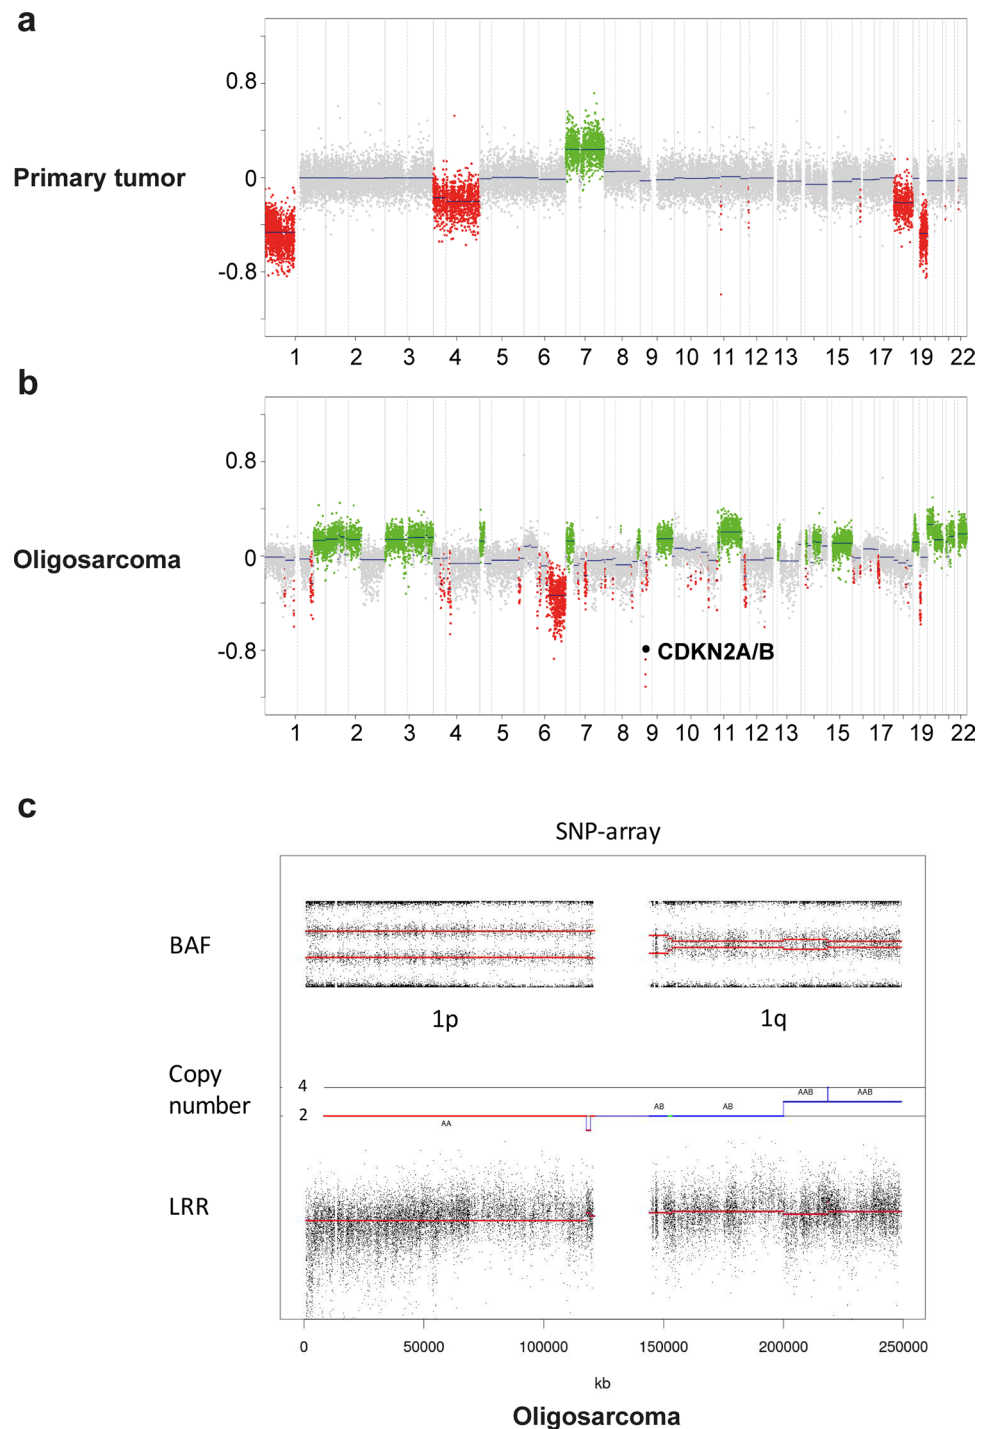 a
0.8
Primary tumor
0
-0.8
1 2 3 4 5 6 7 8 9 10 11 12 13 15 17 19 22
b
0.8
Oligosarcoma
0
-0.8
CDKN2A/B
1 2 3 4 5 6 7 8 9 10 11 12 13 15 17 19 22
c
SNP-array
BAF
1p 1q
Copy number
4
2
AA AB AB AAB AAB
LRR
0 50000 100000 150000 200000 250000
kb
Oligosarcoma